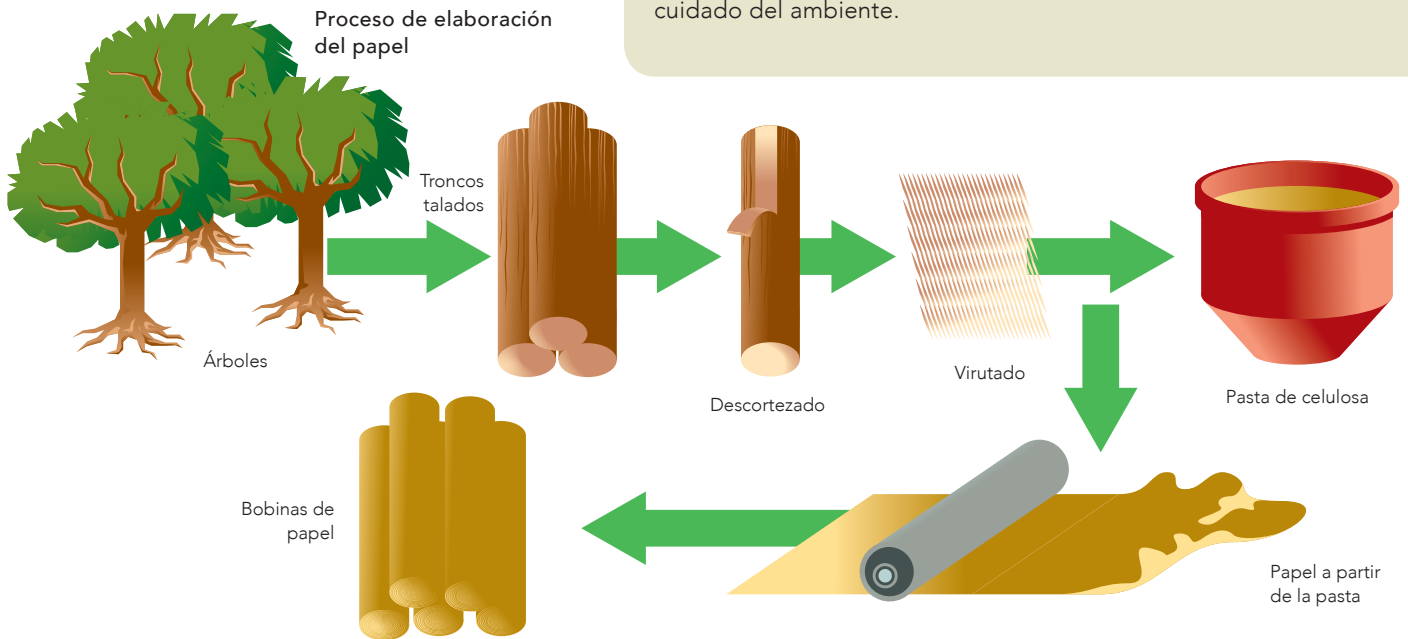 cuidado del ambiente.
Proceso de elaboración
del papel
Troncos
talados
Árboles
Descortezado
Virutado
Pasta de celulosa
Bobinas de
papel
Papel a partir
de la pasta